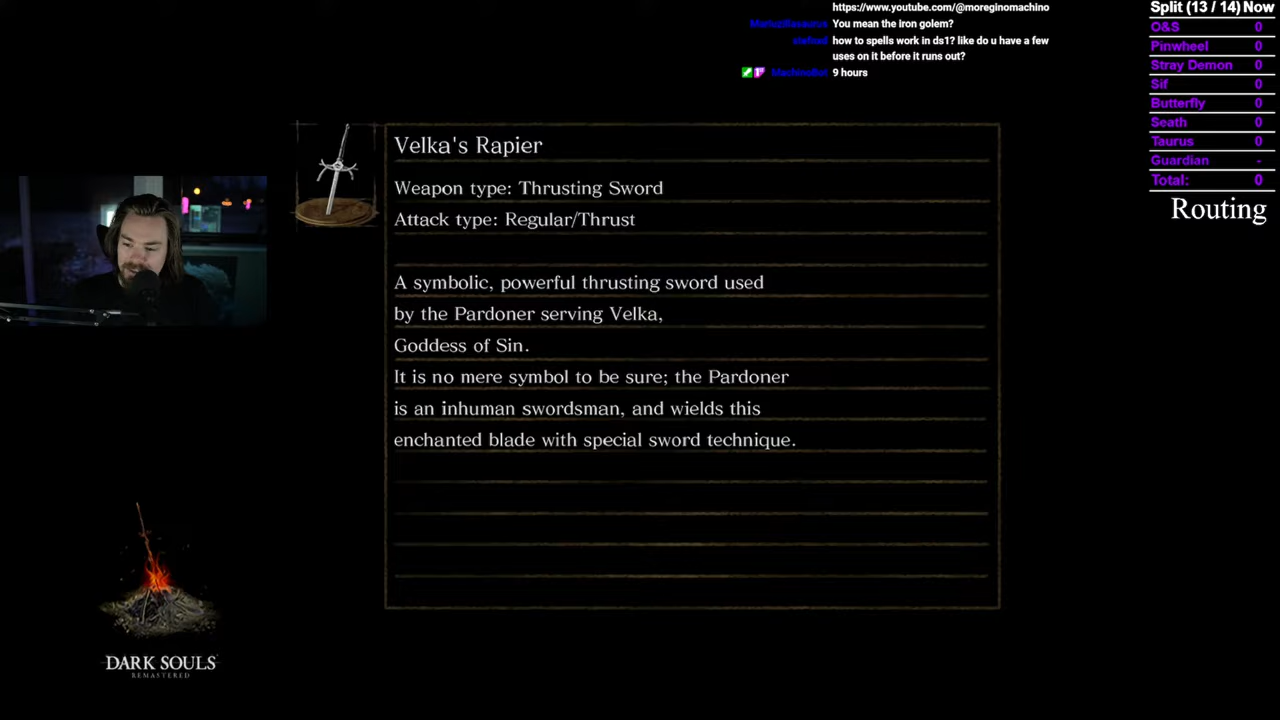 https://www.youtube.com/@moreginomachino
You mean the Iron golem?
how to spells work in ds1? like do u have a few
uses on it before it runs out?
MachinoBot 9 hours
Split (13 / 14) Now
O&S 0
Pinwheel 0
Stray Demon 0
Sif 0
Butterfly 0
Seath 0
Taurus 0
Guardian -
Total: 0
Routing
Velka's Rapier
Weapon type: Thrusting Sword
Attack type: Regular/Thrust
A symbolic, powerful thrusting sword used
by the Pardoner serving Velka,
Goddess of Sin.
It is no mere symbol to be sure; the Pardoner
is an inhuman swordsman, and wields this
enchanted blade with special sword technique.
DARK SOULS
REMASTERED